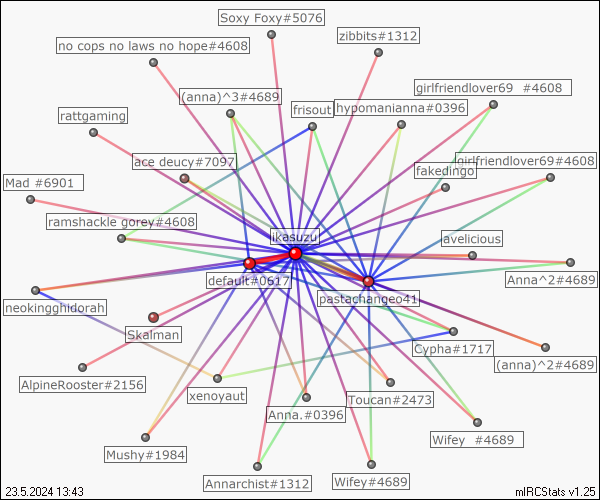 Soxy Foxy#5076
zibbits#1312
no cops no laws no hope#4608
girlfriendlover69 #4608
(anna)^3#4689
hypomanianna#0396
frisout
rattgaming
ace deucy#7097
girlfriendlover69#4608
fakedingo
Mad #6901
ramshackle gorey#4608
ikasuzu
lavelicious
default#0617
Anna^2#4689
pastachangeo41
neokingghidorah
Skalman
Cypha#1717
(anna)^2#4689
AlpineRooster#2156
xenoyaut
Toucan#2473
Anna.#0396
Wifey #4689
Mushy#1984
Annarchist#1312
Wifey#4689
23.5.2024 13:43
mIRCStats v1.25